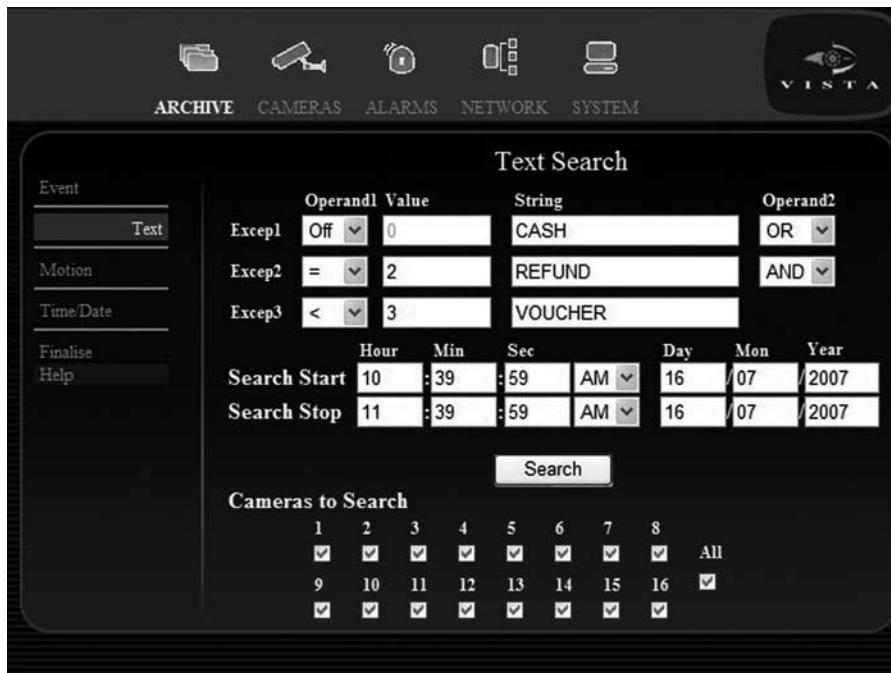 ARCHIVE CAMERAS ALARMS NETWORK SYSTEM
VISTA
Text Search
Event
Text
Motion
Time/Date
Finalise
Help
Operand1 Value String Operand2
Excep1 Off 0 CASH OR
Excep2 = 2 REFUND AND
Excep3 < 3 VOUCHER
Hour Min Sec Day Mon Year
Search Start 10 : 39 : 59 AM 16 / 07 / 2007
Search Stop 11 : 39 : 59 AM 16 / 07 / 2007
Search
Cameras to Search
1 2 3 4 5 6 7 8
All
9 10 11 12 13 14 15 16